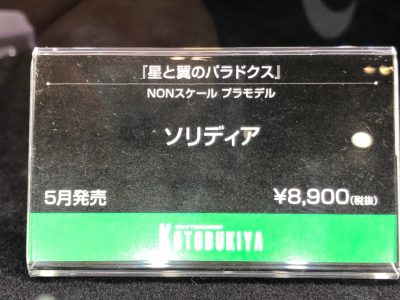 『星と翼のパラドクス』
NONスケール プラモデル
ソリディア
5月発売 ¥8,900(税抜)
KOTOBUKIYA